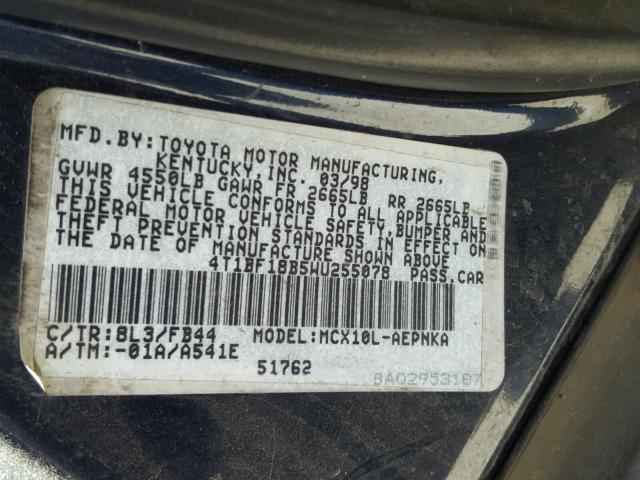 MFD.BY:TOYOTA MOTOR MANUFACTURING,
KENTUCKY,INC. 03/98
GVWR 4550LB GAWR FR 2665LB RR 2665LB
THIS VEHICLE CONFORMS TO ALL APPLICABLE
FEDERAL MOTOR VEHICLE SAFETY,BUMPER AND
THEFT PREVENTION STANDARDS IN EFFECT ON
THE DATE OF MANUFACTURE SHOWN ABOVE
4T1BF18B5WU255078 PASS.CAR
C/TR:8L3/FB44 MODEL:MCX10L-AEPNKA
A/TM:-01A/A541E
51762
BA02953187